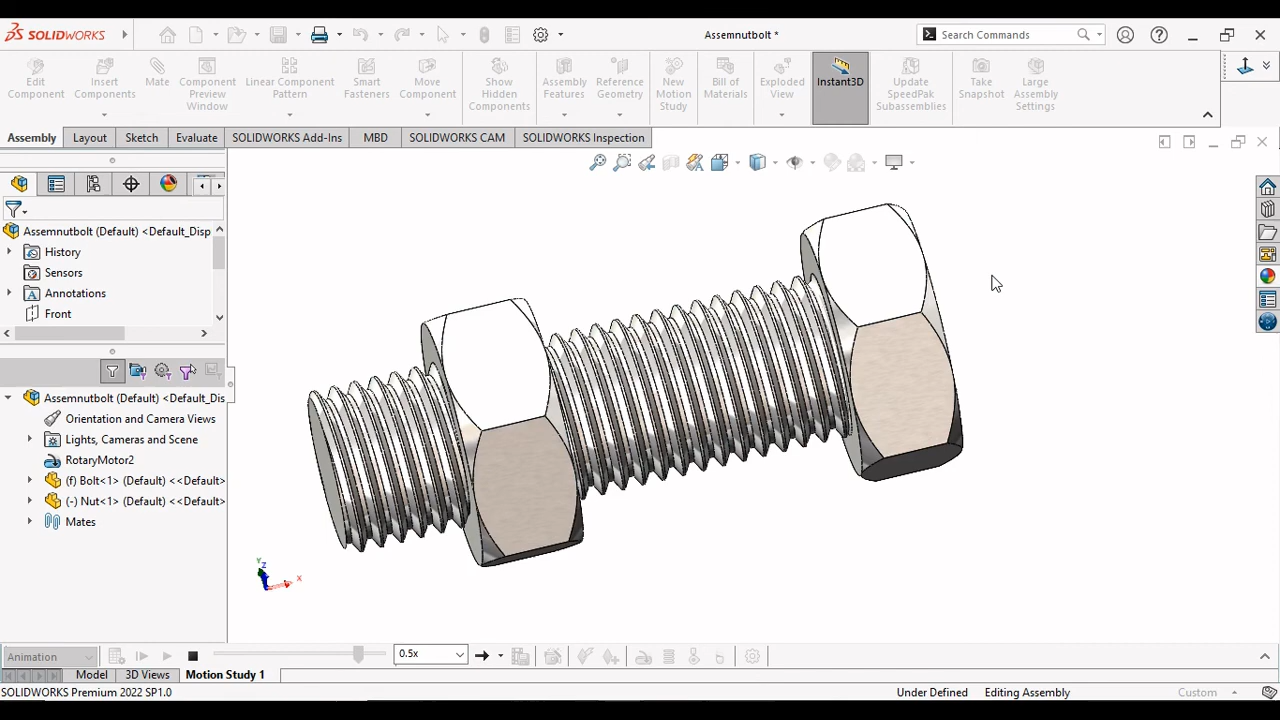 SOLIDWORKS
Assemnutbolt *
Search Commands
Edit Component
Insert Components
Mate
Component Preview Window
Linear Component Pattern
Smart Fasteners
Move Component
Show Hidden Components
Assembly Features
Reference Geometry
New Motion Study
Bill of Materials
Exploded View
Instant3D
Update SpeedPak Subassemblies
Take Snapshot
Large Assembly Settings
Assembly
Layout
Sketch
Evaluate
SOLIDWORKS Add-Ins
MBD
SOLIDWORKS CAM
SOLIDWORKS Inspection
Assemnutbolt (Default) <Default_Disp
History
Sensors
Annotations
Front
Assemnutbolt (Default) <Default_Dis
Orientation and Camera Views
Lights, Cameras and Scene
RotaryMotor2
(f) Bolt<1> (Default) <<Default>
(-) Nut<1> (Default) <<Default>
Mates
Y
Z
X
Animation
0.5x
Model
3D Views
Motion Study 1
SOLIDWORKS Premium 2022 SP1.0
Under Defined
Editing Assembly
Custom